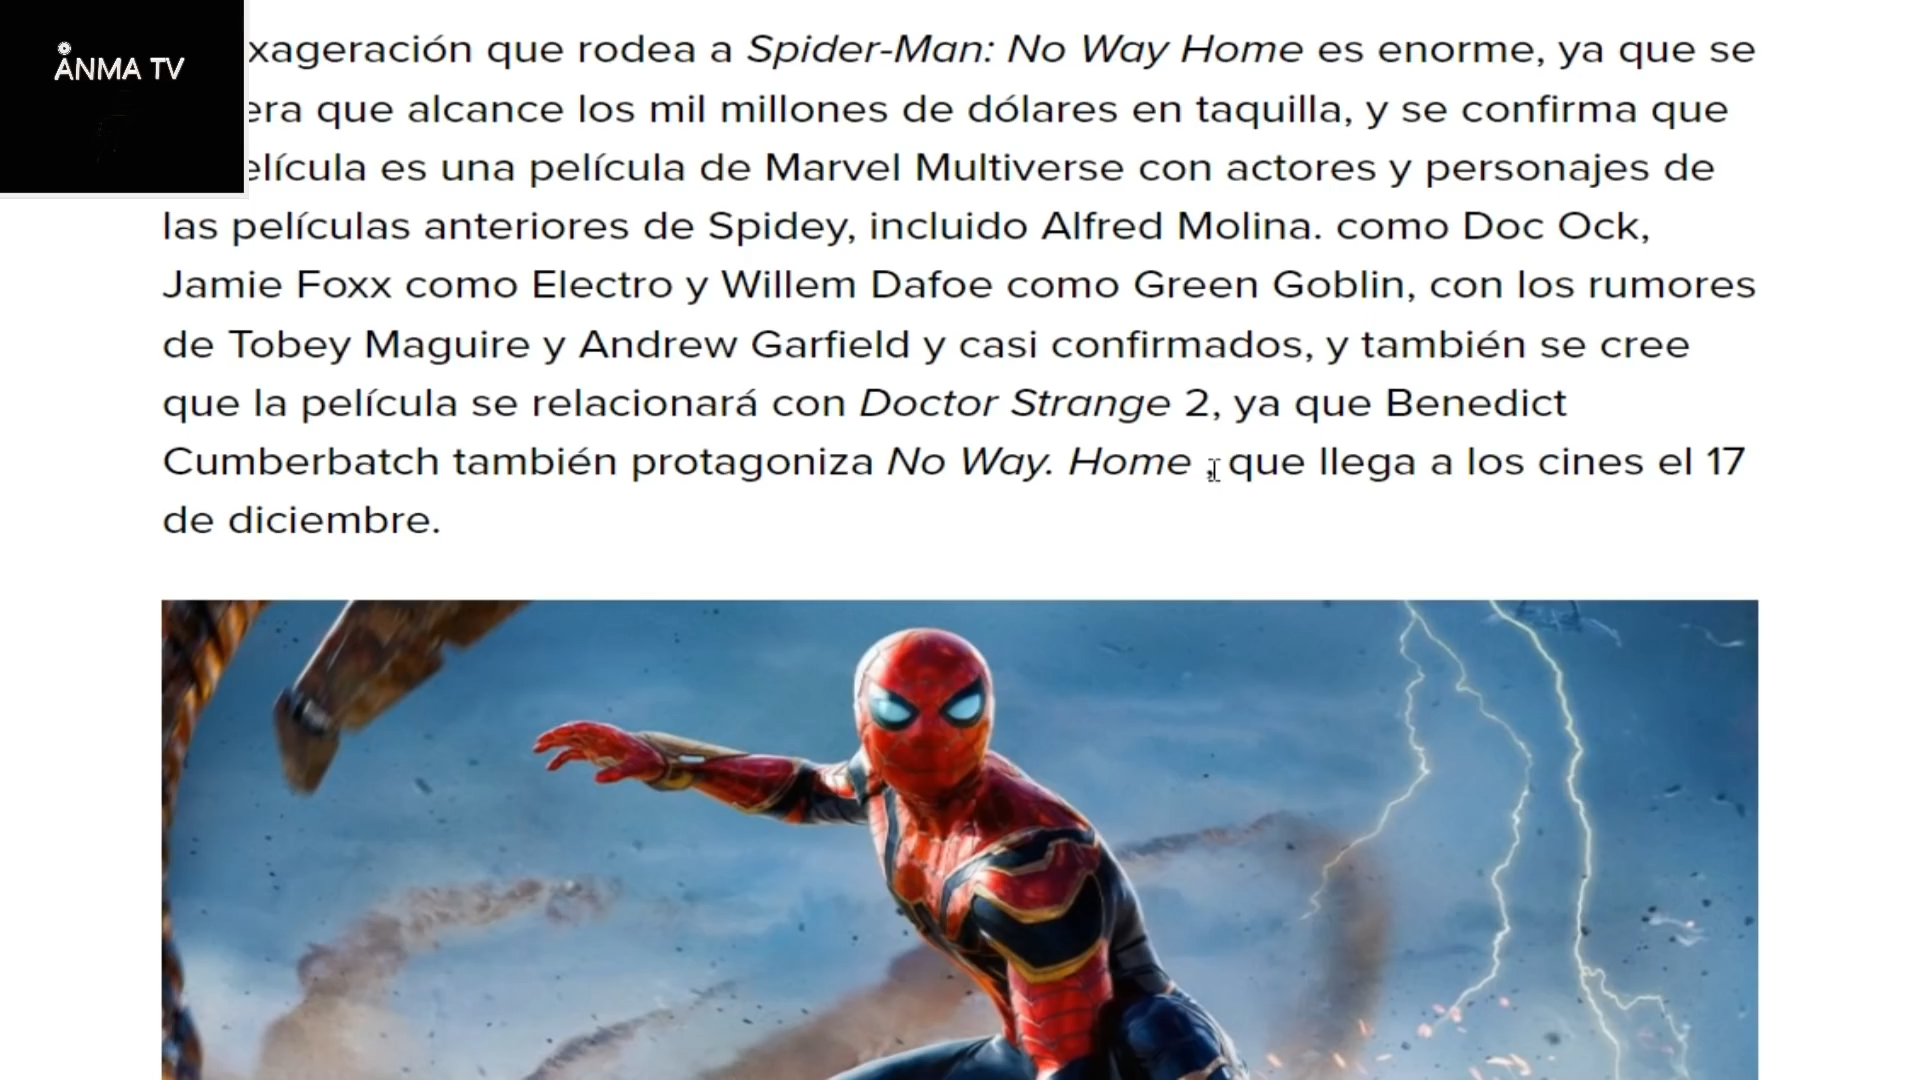 ANMA TV
xageración que rodea a Spider-Man: No Way Home es enorme, ya que se
era que alcance los mil millones de dólares en taquilla, y se confirma que
elícula es una película de Marvel Multiverse con actores y personajes de
las películas anteriores de Spidey, incluido Alfred Molina. como Doc Ock,
Jamie Foxx como Electro y Willem Dafoe como Green Goblin, con los rumores
de Tobey Maguire y Andrew Garfield y casi confirmados, y también se cree
que la película se relacionará con Doctor Strange 2, ya que Benedict
Cumberbatch también protagoniza No Way. Home , que llega a los cines el 17
de diciembre.